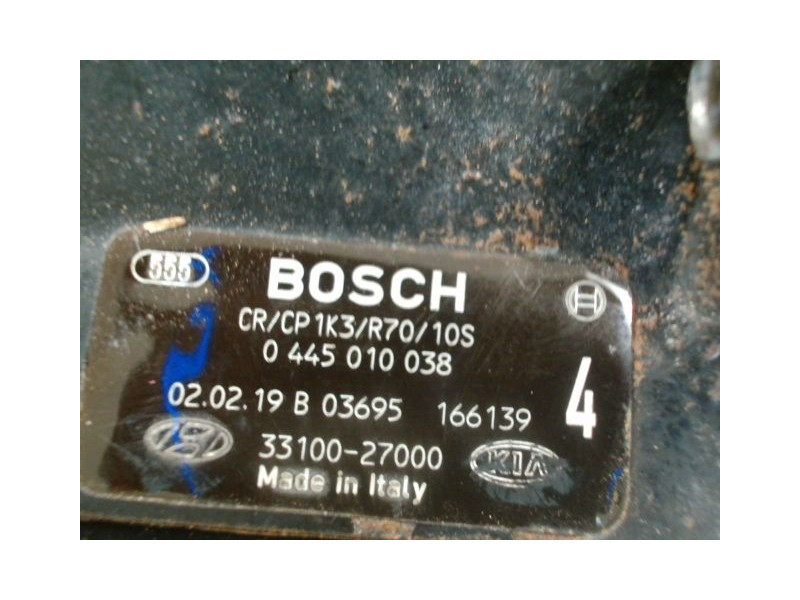 555
BOSCH
CR/CP1K3/R70/10S
0 445 010 038
4
02.02.19 B 03695 166139
33100-27000 KIA
Made in Italy